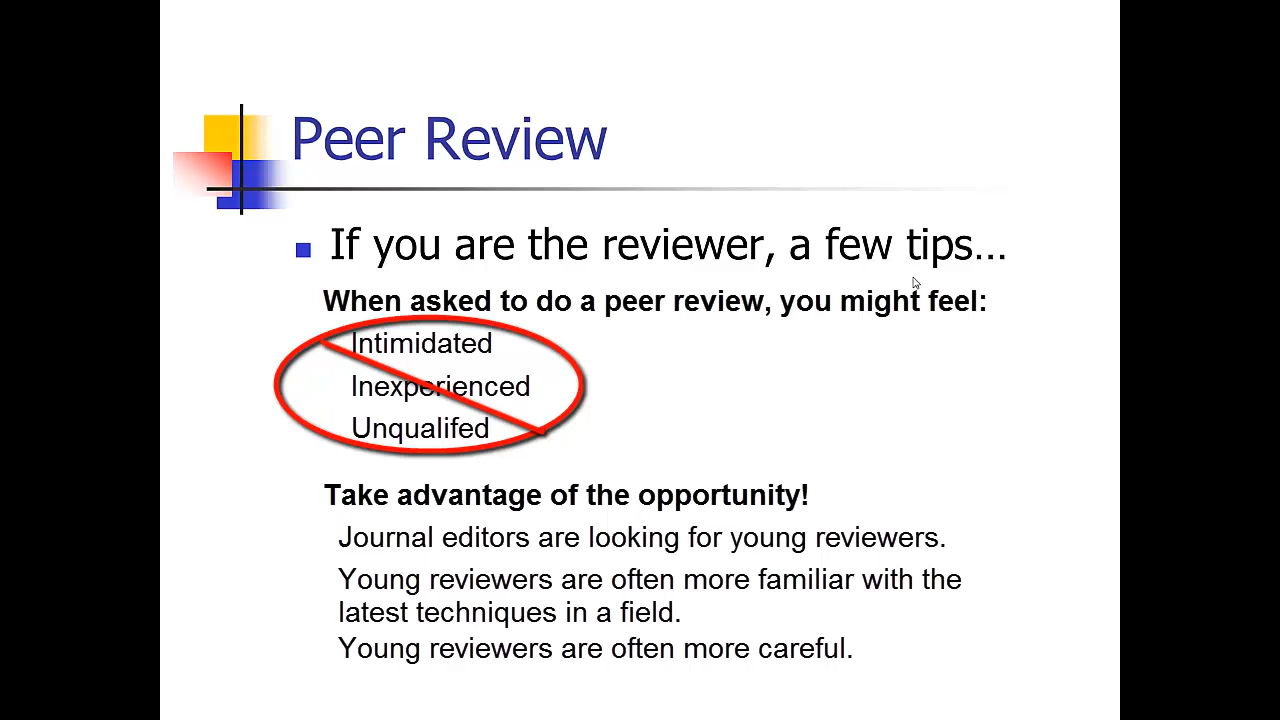 Peer Review
If you are the reviewer, a few tips…
When asked to do a peer review, you might feel:
Intimidated
Inexperienced
Unqualifed
Take advantage of the opportunity!
Journal editors are looking for young reviewers.
Young reviewers are often more familiar with the
latest techniques in a field.
Young reviewers are often more careful.